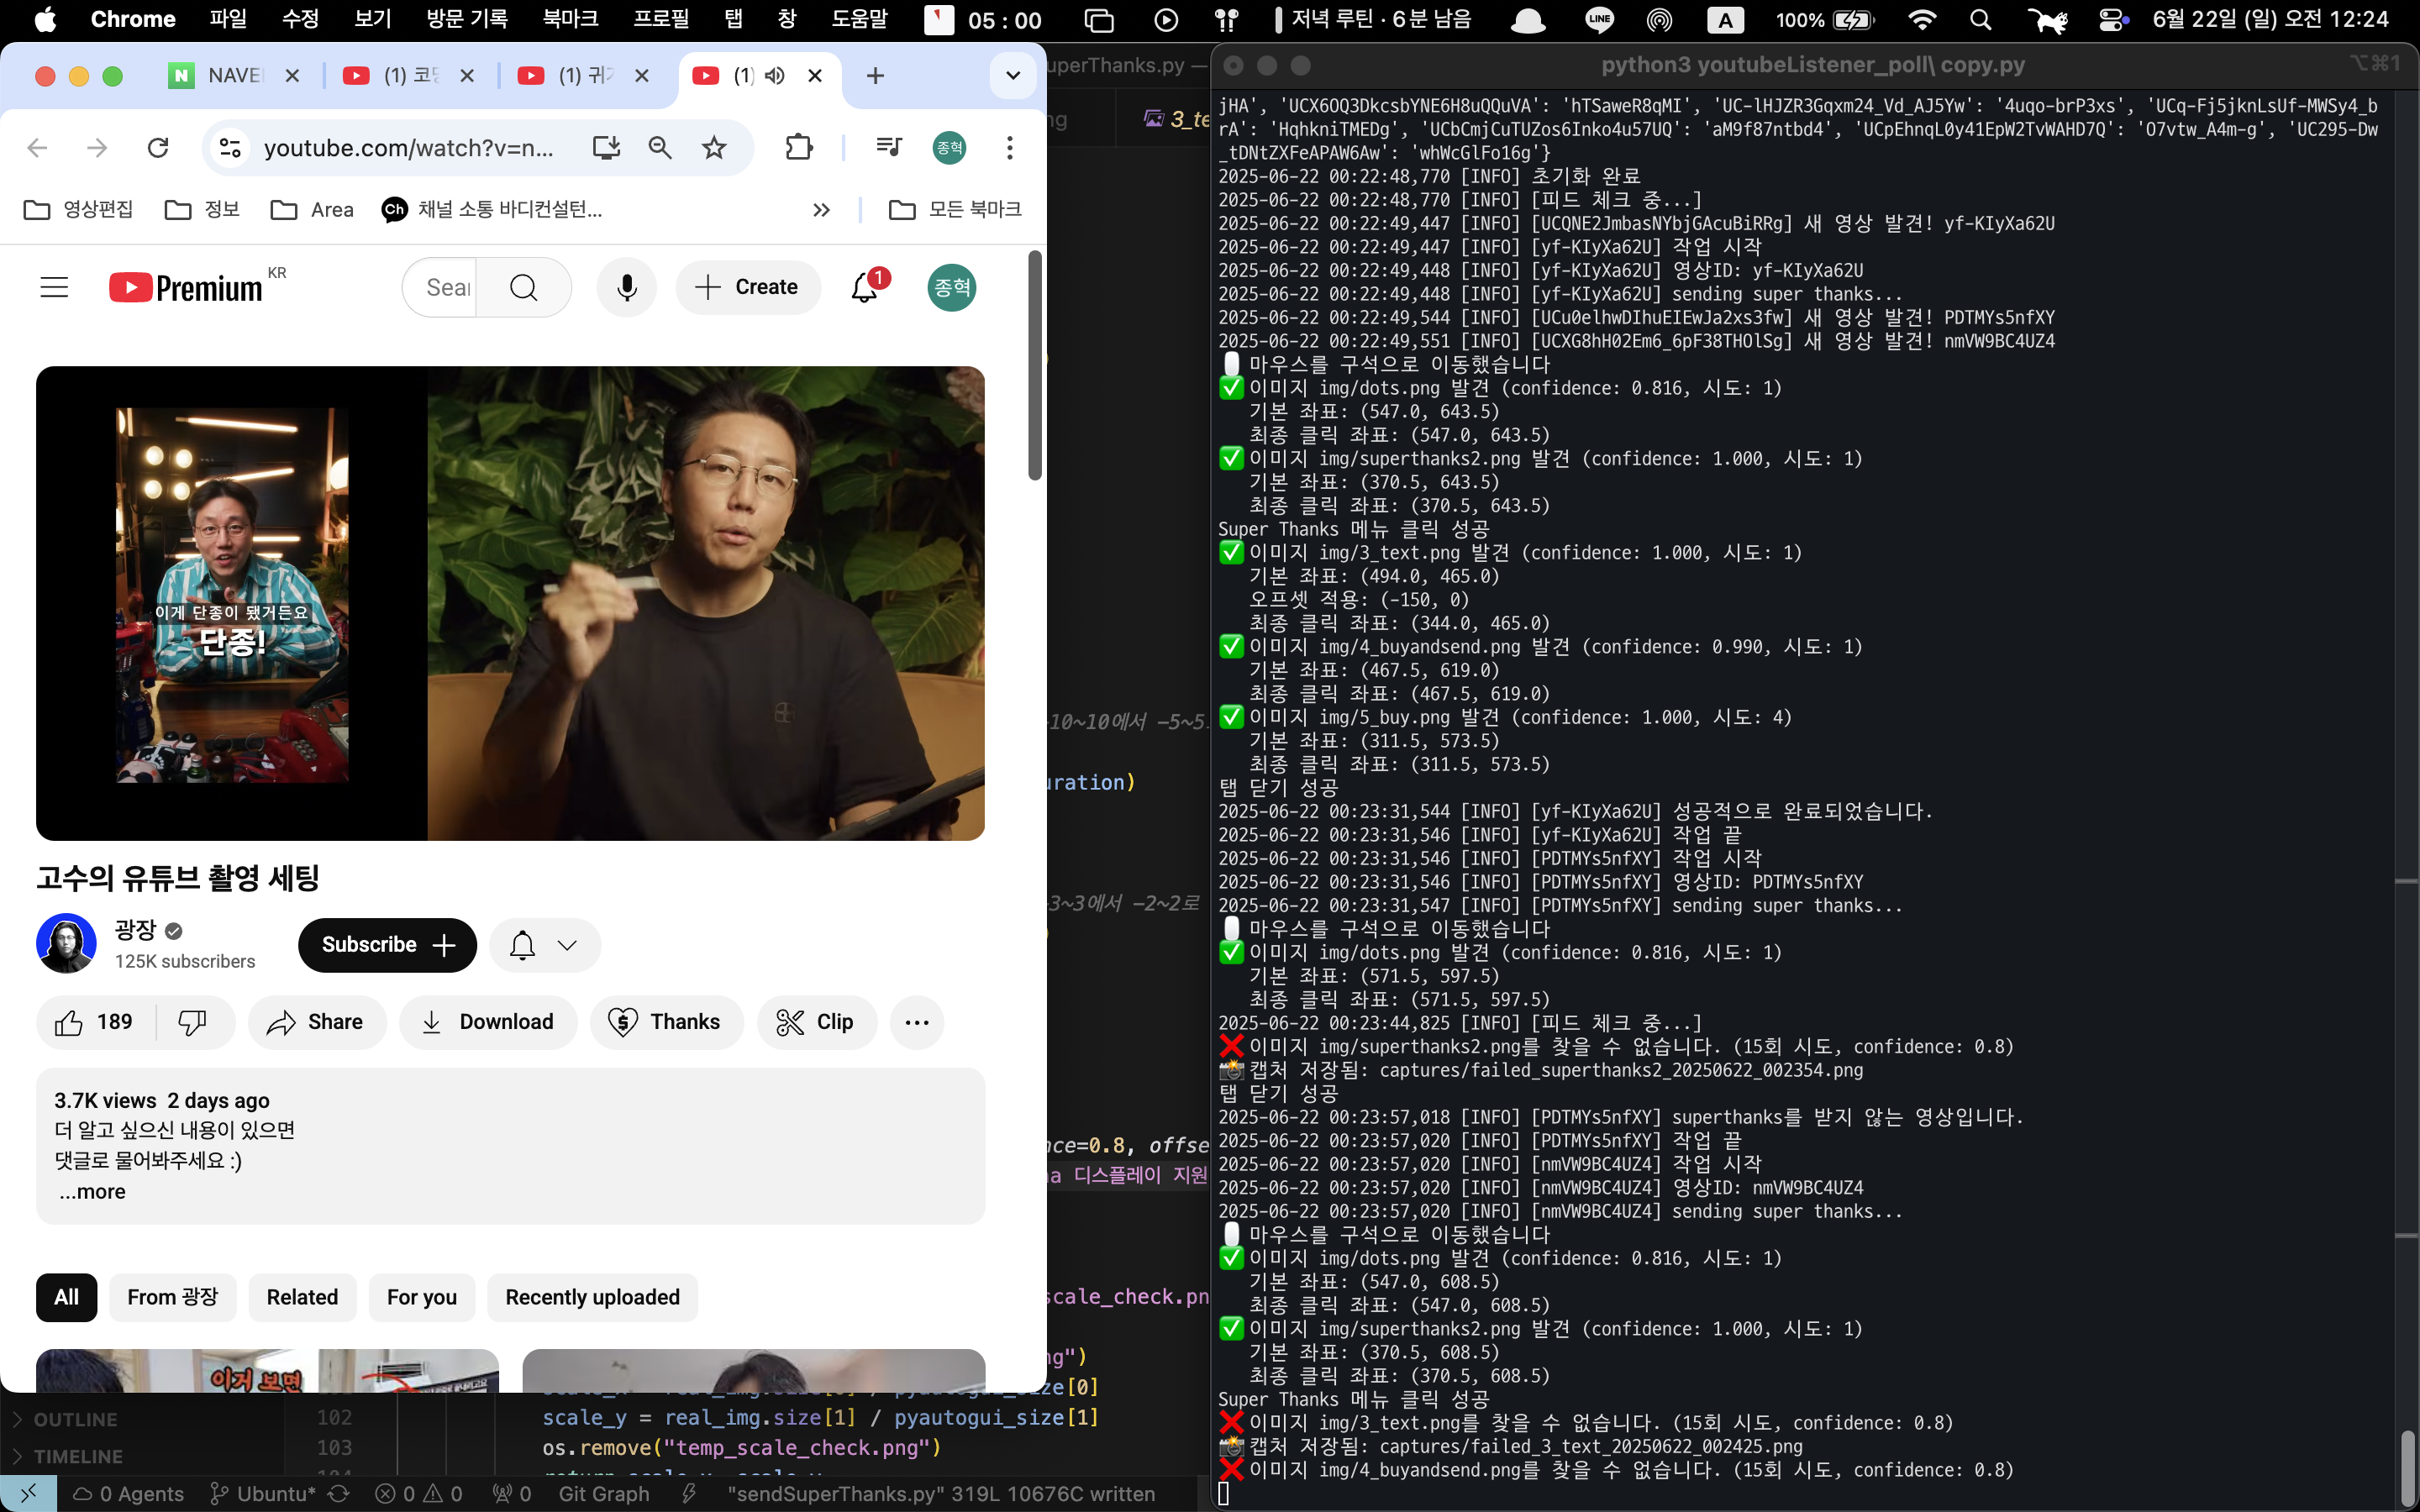 Chrome 파일 수정 보기 방문 기록 북마크 프로필 탭 창 도움말 05 : 00 저녁 루틴 · 6분 남음 LINE A 100% 6월 22일 (일) 오전 12:24
NAVE (1) 코 (1) 귀 (1)
youtube.com/watch?v=n... 종혁
영상편집 정보 Area Ch 채널 소통 바디컨설턴... » 모든 북마크
Premium KR Sear Create 1 종혁
이게 단종이 됐거든요
단종!
고수의 유튜브 촬영 세팅
광장
125K subscribers
Subscribe
189 Share Download Thanks Clip ...
3.7K views 2 days ago
더 알고 싶으신 내용이 있으면
댓글로 물어봐주세요 :)
...more
All From 광장 Related For you Recently uploaded
이거 보면
uperThanks.py —
ng 3_te
-10~10에서 -5~5
uration)
-3~3에서 -2~2로
nce=0.8, offse
na 디스플레이 지원
scale_check.pn
ng")
ze[0]
OUTLINE
TIMELINE
102 scale_y = real_img.size[1] / pyautogui_size[1]
103 os.remove("temp_scale_check.png")
0 Agents Ubuntu* 0 0 0 Git Graph "sendSuperThanks.py" 319L 10676C written
python3 youtubeListener_poll\ copy.py ⌥⌘1
jHA', 'UCX6OQ3DkcsbYNE6H8uQQuVA': 'hTSaweR8qMI', 'UC-lHJZR3Gqxm24_Vd_AJ5Yw': '4uqo-brP3xs', 'UCq-Fj5jknLsUf-MWSy4_b
rA': 'HqhkniTMEDg', 'UCbCmjCuTUZos6Inko4u57UQ': 'aM9f87ntbd4', 'UCpEhnqL0y41EpW2TvWAHD7Q': 'O7vtw_A4m-g', 'UC295-Dw
_tDNtZXFeAPAW6Aw': 'whWcGlFo16g'}
2025-06-22 00:22:48,770 [INFO] 초기화 완료
2025-06-22 00:22:48,770 [INFO] [피드 체크 중...]
2025-06-22 00:22:49,447 [INFO] [UCQNE2JmbasNYbjGAcuBiRRg] 새 영상 발견! yf-KIyXa62U
2025-06-22 00:22:49,447 [INFO] [yf-KIyXa62U] 작업 시작
2025-06-22 00:22:49,448 [INFO] [yf-KIyXa62U] 영상ID: yf-KIyXa62U
2025-06-22 00:22:49,448 [INFO] [yf-KIyXa62U] sending super thanks...
2025-06-22 00:22:49,544 [INFO] [UCu0elhwDIhuEIEwJa2xs3fw] 새 영상 발견! PDTMYs5nfXY
2025-06-22 00:22:49,551 [INFO] [UCXG8hH02Em6_6pF38THOlSg] 새 영상 발견! nmVW9BC4UZ4
마우스를 구석으로 이동했습니다
✅ 이미지 img/dots.png 발견 (confidence: 0.816, 시도: 1)
기본 좌표: (547.0, 643.5)
최종 클릭 좌표: (547.0, 643.5)
✅ 이미지 img/superthanks2.png 발견 (confidence: 1.000, 시도: 1)
기본 좌표: (370.5, 643.5)
최종 클릭 좌표: (370.5, 643.5)
Super Thanks 메뉴 클릭 성공
✅ 이미지 img/3_text.png 발견 (confidence: 1.000, 시도: 1)
기본 좌표: (494.0, 465.0)
오프셋 적용: (-150, 0)
최종 클릭 좌표: (344.0, 465.0)
✅ 이미지 img/4_buyandsend.png 발견 (confidence: 0.990, 시도: 1)
기본 좌표: (467.5, 619.0)
최종 클릭 좌표: (467.5, 619.0)
✅ 이미지 img/5_buy.png 발견 (confidence: 1.000, 시도: 4)
기본 좌표: (311.5, 573.5)
최종 클릭 좌표: (311.5, 573.5)
탭 닫기 성공
2025-06-22 00:23:31,544 [INFO] [yf-KIyXa62U] 성공적으로 완료되었습니다.
2025-06-22 00:23:31,546 [INFO] [yf-KIyXa62U] 작업 끝
2025-06-22 00:23:31,546 [INFO] [PDTMYs5nfXY] 작업 시작
2025-06-22 00:23:31,546 [INFO] [PDTMYs5nfXY] 영상ID: PDTMYs5nfXY
2025-06-22 00:23:31,547 [INFO] [PDTMYs5nfXY] sending super thanks...
마우스를 구석으로 이동했습니다
✅ 이미지 img/dots.png 발견 (confidence: 0.816, 시도: 1)
기본 좌표: (571.5, 597.5)
최종 클릭 좌표: (571.5, 597.5)
2025-06-22 00:23:44,825 [INFO] [피드 체크 중...]
❌ 이미지 img/superthanks2.png를 찾을 수 없습니다. (15회 시도, confidence: 0.8)
📸 캡처 저장됨: captures/failed_superthanks2_20250622_002354.png
탭 닫기 성공
2025-06-22 00:23:57,018 [INFO] [PDTMYs5nfXY] superthanks를 받지 않는 영상입니다.
2025-06-22 00:23:57,020 [INFO] [PDTMYs5nfXY] 작업 끝
2025-06-22 00:23:57,020 [INFO] [nmVW9BC4UZ4] 작업 시작
2025-06-22 00:23:57,020 [INFO] [nmVW9BC4UZ4] 영상ID: nmVW9BC4UZ4
2025-06-22 00:23:57,020 [INFO] [nmVW9BC4UZ4] sending super thanks...
마우스를 구석으로 이동했습니다
✅ 이미지 img/dots.png 발견 (confidence: 0.816, 시도: 1)
기본 좌표: (547.0, 608.5)
최종 클릭 좌표: (547.0, 608.5)
✅ 이미지 img/superthanks2.png 발견 (confidence: 1.000, 시도: 1)
기본 좌표: (370.5, 608.5)
최종 클릭 좌표: (370.5, 608.5)
Super Thanks 메뉴 클릭 성공
❌ 이미지 img/3_text.png를 찾을 수 없습니다. (15회 시도, confidence: 0.8)
📸 캡처 저장됨: captures/failed_3_text_20250622_002425.png
❌ 이미지 img/4_buyandsend.png를 찾을 수 없습니다. (15회 시도, confidence: 0.8)